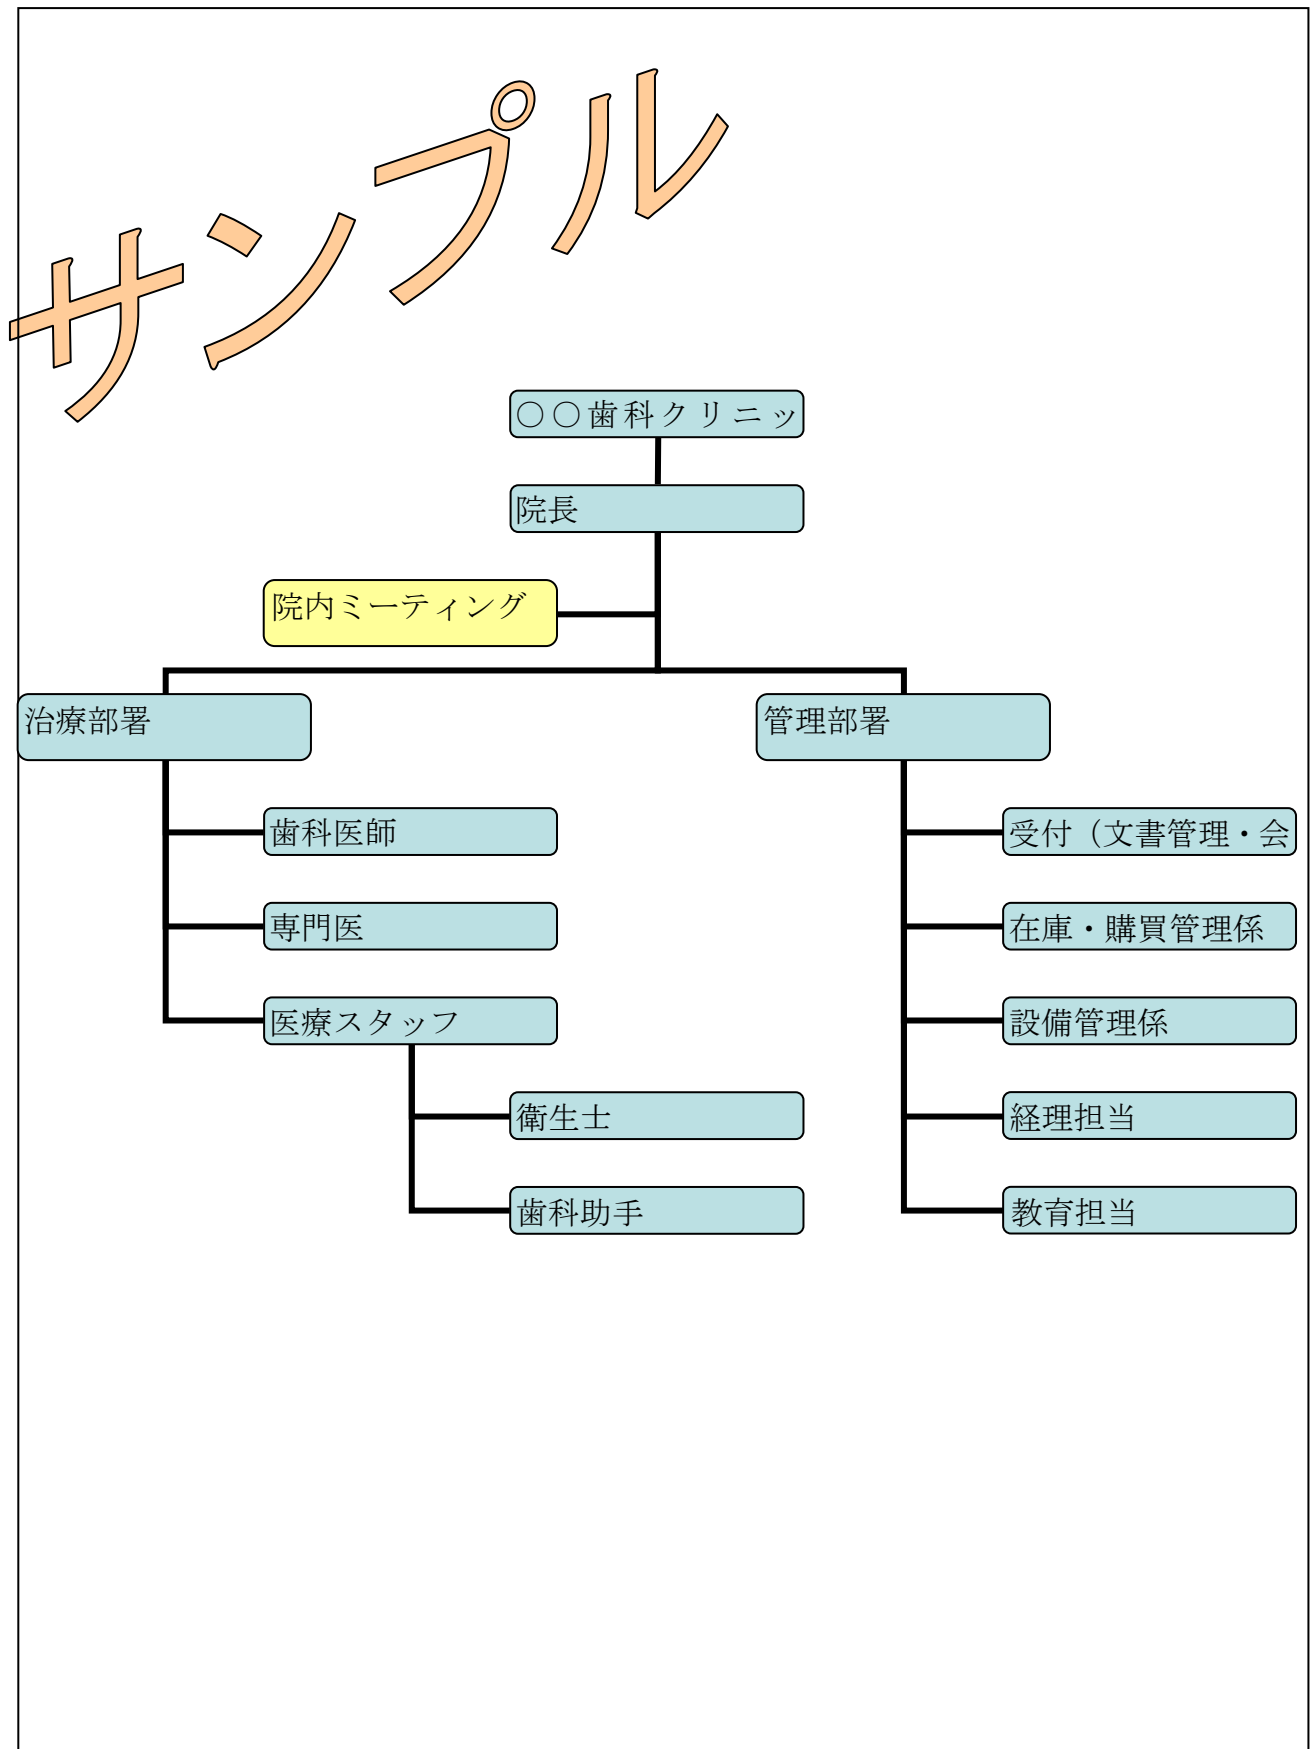 サンプル
〇〇歯科クリニッ
院長
院内ミーティング
治療部署
管理部署
歯科医師
専門医
医療スタッフ
衛生士
歯科助手
受付（文書管理・会
在庫・購買管理係
設備管理係
経理担当
教育担当